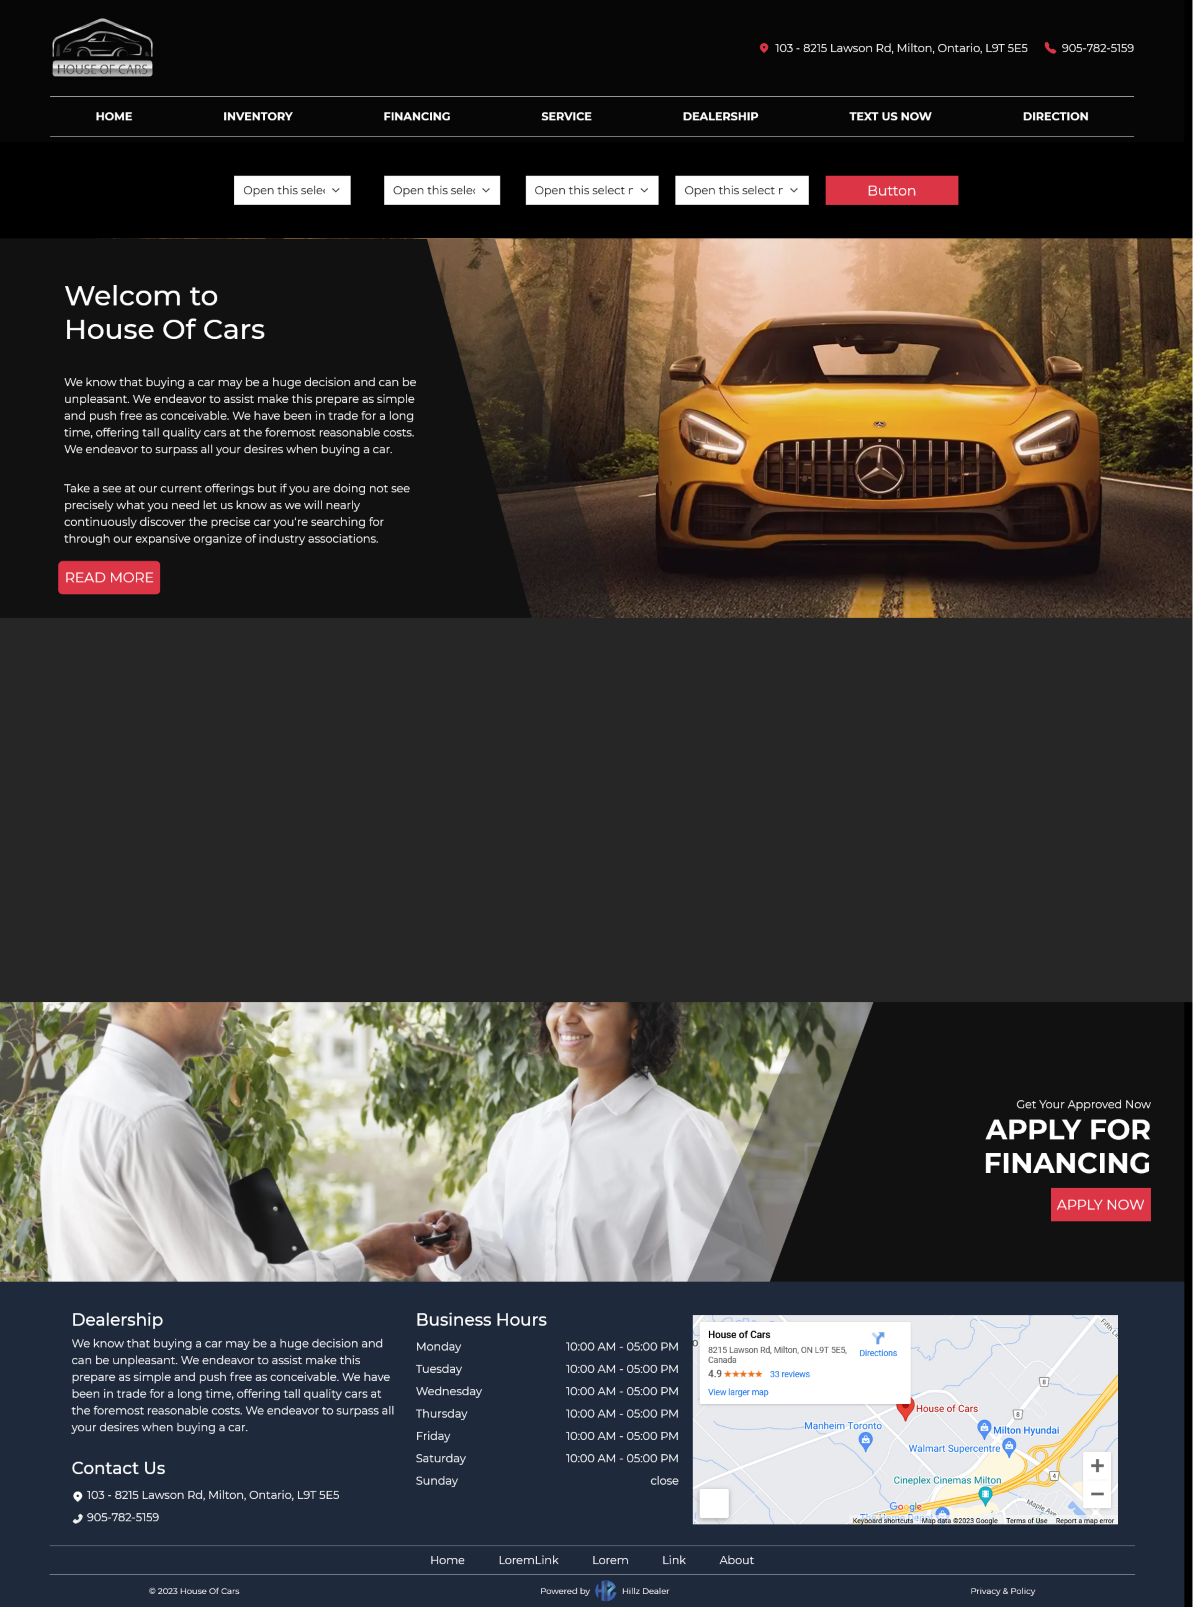 HOUSE OF CARS
103 - 8215 Lawson Rd, Milton, Ontario, L9T 5E5
905-782-5159
HOME INVENTORY FINANCING SERVICE DEALERSHIP TEXT US NOW DIRECTION
Open this sele Open this sele Open this select r Open this select r Button
Welcom to
House Of Cars
We know that buying a car may be a huge decision and can be
unpleasant. We endeavor to assist make this prepare as simple
and push free as conceivable. We have been in trade for a long
time, offering tall quality cars at the foremost reasonable costs.
We endeavor to surpass all your desires when buying a car.
Take a see at our current offerings but if you are doing not see
precisely what you need let us know as we will nearly
continuously discover the precise car you're searching for
through our expansive organize of industry associations.
READ MORE
Get Your Approved Now
APPLY FOR
FINANCING
APPLY NOW
Dealership
We know that buying a car may be a huge decision and
can be unpleasant. We endeavor to assist make this
prepare as simple and push free as conceivable. We have
been in trade for a long time, offering tall quality cars at
the foremost reasonable costs. We endeavor to surpass all
your desires when buying a car.
Contact Us
103 - 8215 Lawson Rd, Milton, Ontario, L9T 5E5
905-782-5159
Business Hours
Monday 10:00 AM - 05:00 PM
Tuesday 10:00 AM - 05:00 PM
Wednesday 10:00 AM - 05:00 PM
Thursday 10:00 AM - 05:00 PM
Friday 10:00 AM - 05:00 PM
Saturday 10:00 AM - 05:00 PM
Sunday close
House of Cars
8215 Lawson Rd, Milton, ON L9T 5E5,
Canada
Directions
4.9 33 reviews
View larger map
House of Cars
Manheim Toronto
Milton Hyundai
Walmart Supercentre
Cineplex Cinemas Milton
Fifth L
8
8
4
Maple Ave
Google
Keyboard shortcuts Map data ©2023 Google Terms of Use Report a map error
Home LoremLink Lorem Link About
© 2023 House Of Cars
Powered by Hillz Dealer
Privacy & Policy